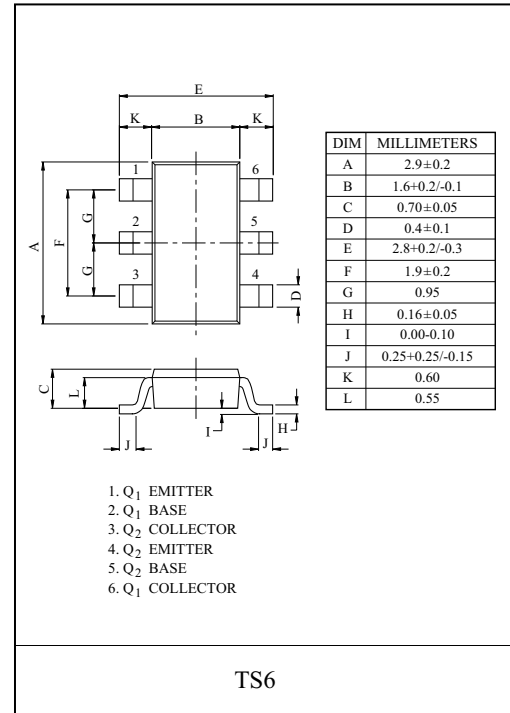 E
K B K
1 6
2 5
3 4
A F G G D
C L I H
J J
DIM MILLIMETERS
A 2.9±0.2
B 1.6+0.2/-0.1
C 0.70±0.05
D 0.4±0.1
E 2.8+0.2/-0.3
F 1.9±0.2
G 0.95
H 0.16±0.05
I 0.00-0.10
J 0.25+0.25/-0.15
K 0.60
L 0.55
1. Q1 EMITTER
2. Q1 BASE
3. Q2 COLLECTOR
4. Q2 EMITTER
5. Q2 BASE
6. Q1 COLLECTOR
TS6